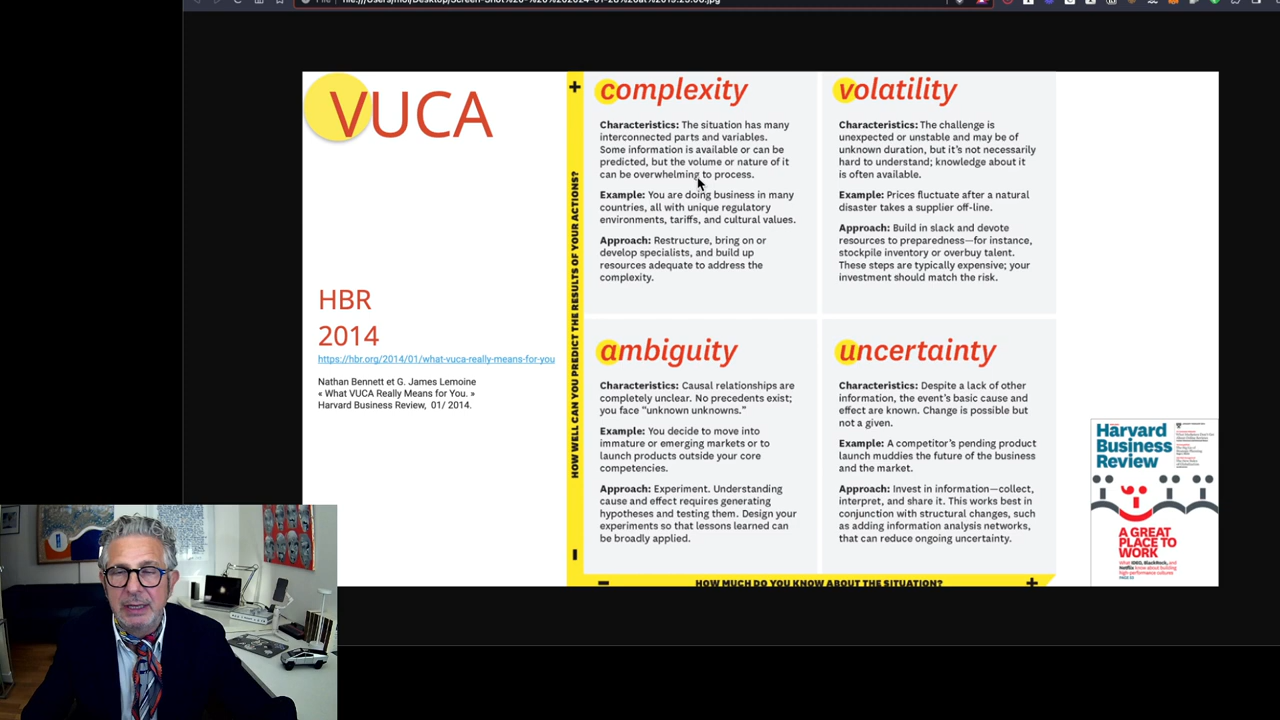 VUCA
HBR
2014
https://hbr.org/2014/01/what-vuca-really-means-for-you
Nathan Bennett et G. James Lemoine
« What VUCA Really Means for You. »
Harvard Business Review, 01/ 2014.
HOW WELL CAN YOU PREDICT THE RESULTS OF YOUR ACTIONS?
+
-
complexity
Characteristics: The situation has many
interconnected parts and variables.
Some information is available or can be
predicted, but the volume or nature of it
can be overwhelming to process.
Example: You are doing business in many
countries, all with unique regulatory
environments, tariffs, and cultural values.
Approach: Restructure, bring on or
develop specialists, and build up
resources adequate to address the
complexity.
volatility
Characteristics: The challenge is
unexpected or unstable and may be of
unknown duration, but it's not necessarily
hard to understand; knowledge about it
is often available.
Example: Prices fluctuate after a natural
disaster takes a supplier off-line.
Approach: Build in slack and devote
resources to preparedness—for instance,
stockpile inventory or overbuy talent.
These steps are typically expensive; your
investment should match the risk.
ambiguity
Characteristics: Causal relationships are
completely unclear. No precedents exist;
you face "unknown unknowns."
Example: You decide to move into
immature or emerging markets or to
launch products outside your core
competencies.
Approach: Experiment. Understanding
cause and effect requires generating
hypotheses and testing them. Design your
experiments so that lessons learned can
be broadly applied.
uncertainty
Characteristics: Despite a lack of other
information, the event's basic cause and
effect are known. Change is possible but
not a given.
Example: A competitor's pending product
launch muddies the future of the business
and the market.
Approach: Invest in information—collect,
interpret, and share it. This works best in
conjunction with structural changes, such
as adding information analysis networks,
that can reduce ongoing uncertainty.
- HOW MUCH DO YOU KNOW ABOUT THE SITUATION? +
Harvard
Business
Review
A GREAT
PLACE TO
WORK
What IDEO, BlackRock, and
Netflix know about building
high-performance cultures